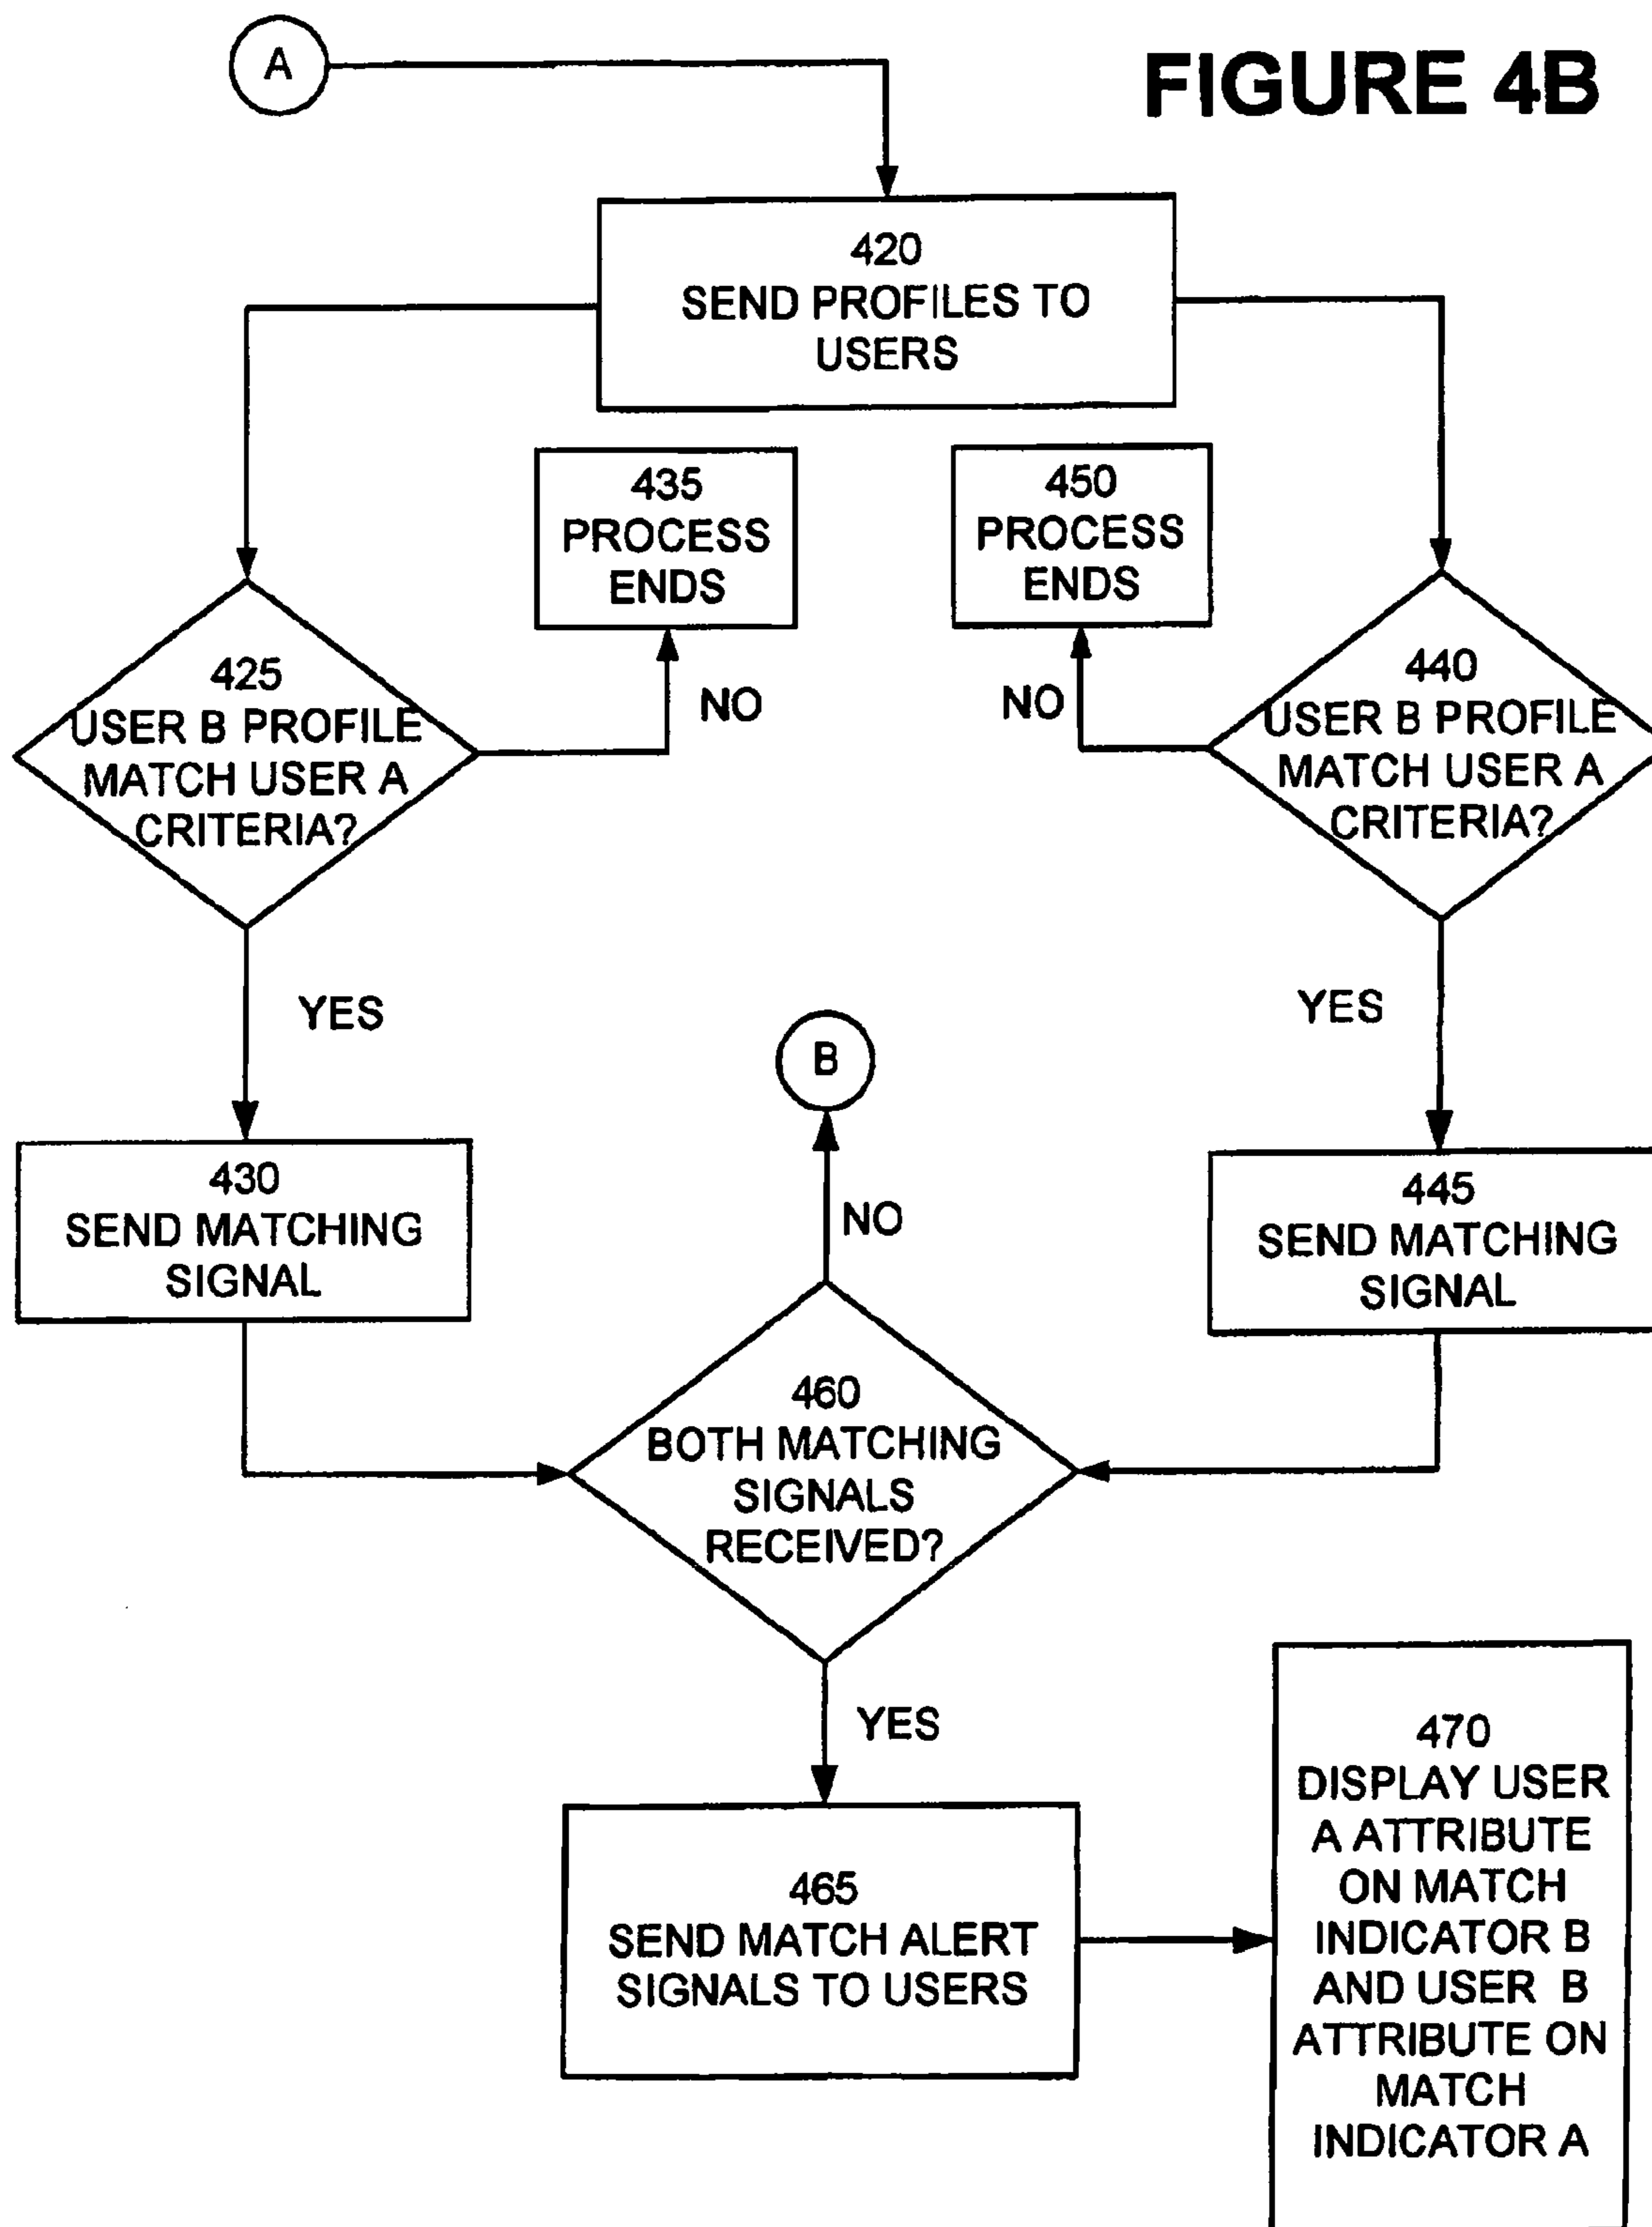 A
FIGURE 4B
420
SEND PROFILES TO
USERS
435
PROCESS
ENDS
450
PROCESS
ENDS
425
USER B PROFILE
MATCH USER A
CRITERIA?
NO
NO
440
USER B PROFILE
MATCH USER A
CRITERIA?
YES
YES
B
430
SEND MATCHING
SIGNAL
NO
445
SEND MATCHING
SIGNAL
460
BOTH MATCHING
SIGNALS
RECEIVED?
YES
465
SEND MATCH ALERT
SIGNALS TO USERS
470
DISPLAY USER
A ATTRIBUTE
ON MATCH
INDICATOR B
AND USER B
ATTRIBUTE ON
MATCH
INDICATOR A